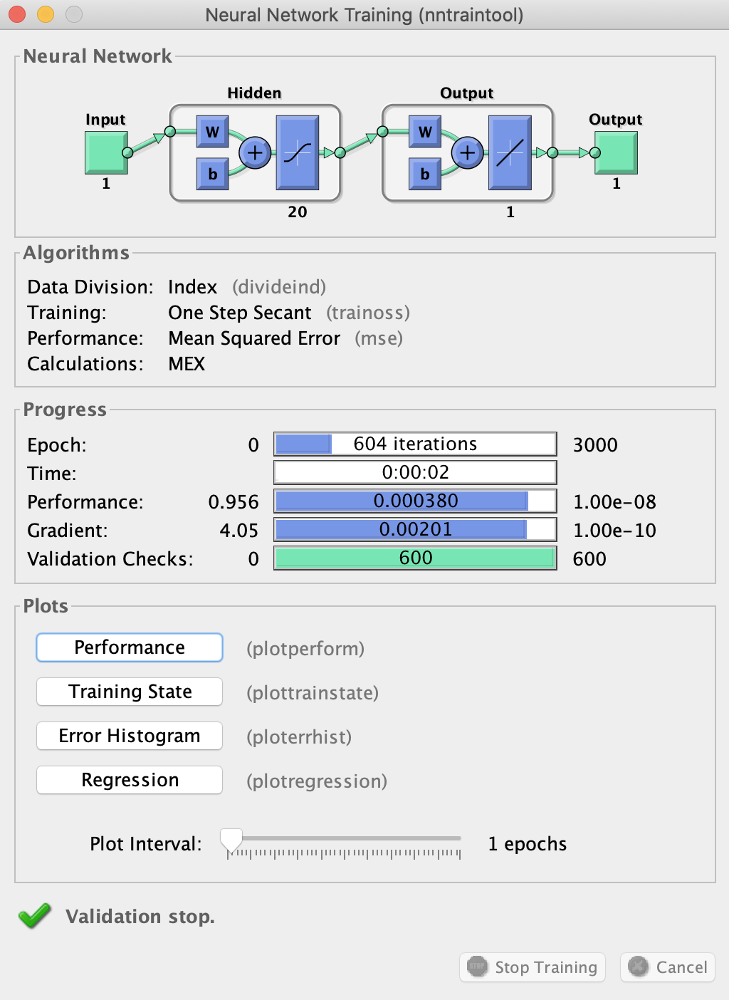 Neural Network Training (nntraintool)
Neural Network
Hidden
Output
Input
Output
W
W
b
b
1
1
20
1
Algorithms
Data Division: Index (divideind)
Training: One Step Secant (trainoss)
Performance: Mean Squared Error (mse)
Calculations: MEX
Progress
Epoch: 0 604 iterations 3000
Time: 0:00:02
Performance: 0.956 0.000380 1.00e-08
Gradient: 4.05 0.00201 1.00e-10
Validation Checks: 0 600 600
Plots
Performance (plotperform)
Training State (plottrainstate)
Error Histogram (ploterrhist)
Regression (plotregression)
Plot Interval: 1 epochs
Validation stop.
STOP Stop Training Cancel